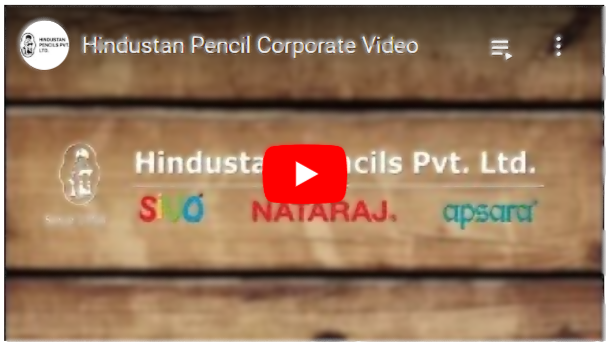 HINDUSTAN
PENCILS PVT.
LTD.
Hindustan Pencil Corporate Video
Hindusta ncils Pvt. Ltd.
SiVO NATARAJ apsara